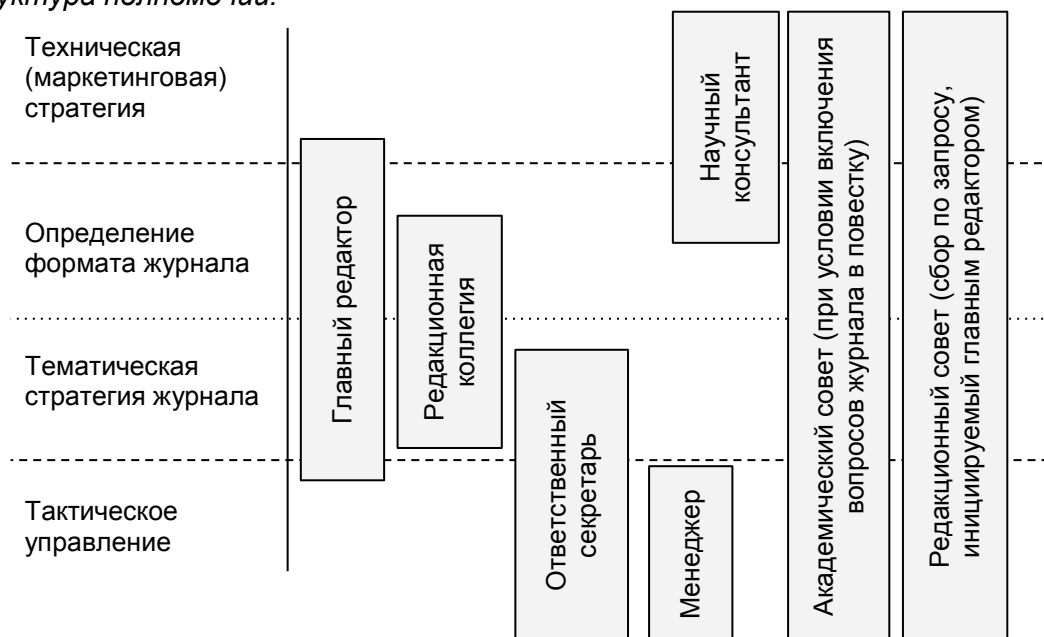 структура полномочий:
Техническая
(маркетинговая)
стратегия
Определение
формата журнала
Тематическая
стратегия журнала
Тактическое
управление
Главный редактор
Редакционная
коллегия
Ответственный
секретарь
Менеджер
Научный
консультант
Академический совет (при условии включения
вопросов журнала в повестку)
Редакционный совет (сбор по запросу,
инициируемый главным редактором)